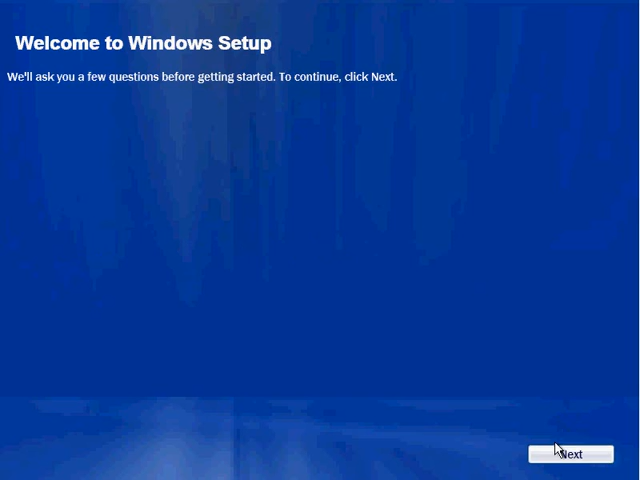 Welcome to Windows Setup
We'll ask you a few questions before getting started. To continue, click Next.
Next